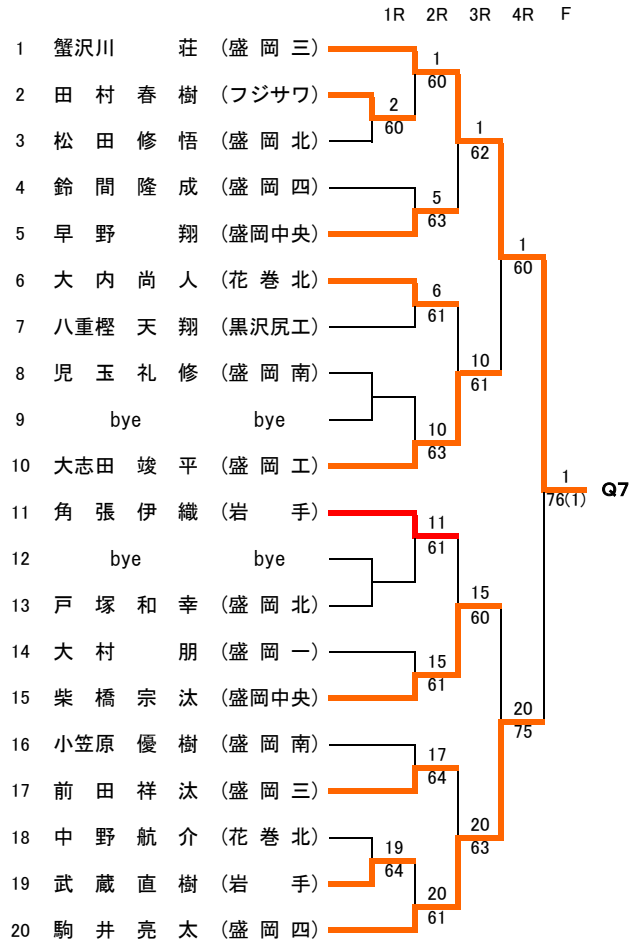 1R 2R 3R 4R F
1 蟹沢川 荘 (盛 岡 三)
1
60
2 田 村 春 樹 (フジサワ)
2
60
3 松 田 修 悟 (盛 岡 北)
1
62
4 鈴 間 隆 成 (盛 岡 四)
5
63
5 早 野 翔 (盛岡中央)
1
60
6 大 内 尚 人 (花 巻 北)
6
61
7 八重樫 天 翔 (黒沢尻工)
8 児 玉 礼 修 (盛 岡 南)
10
61
9 bye bye
10
63
10 大志田 竣 平 (盛 岡 工)
1
76(1)
Q7
11 角 張 伊 織 (岩 手)
11
61
12 bye bye
13 戸 塚 和 幸 (盛 岡 北)
15
60
14 大 村 朋 (盛 岡 一)
15
61
15 柴 橋 宗 汰 (盛岡中央)
20
75
16 小笠原 優 樹 (盛 岡 南)
17
64
17 前 田 祥 汰 (盛 岡 三)
18 中 野 航 介 (花 巻 北)
20
63
19
64
19 武 蔵 直 樹 (岩 手)
20
61
20 駒 井 亮 太 (盛 岡 四)